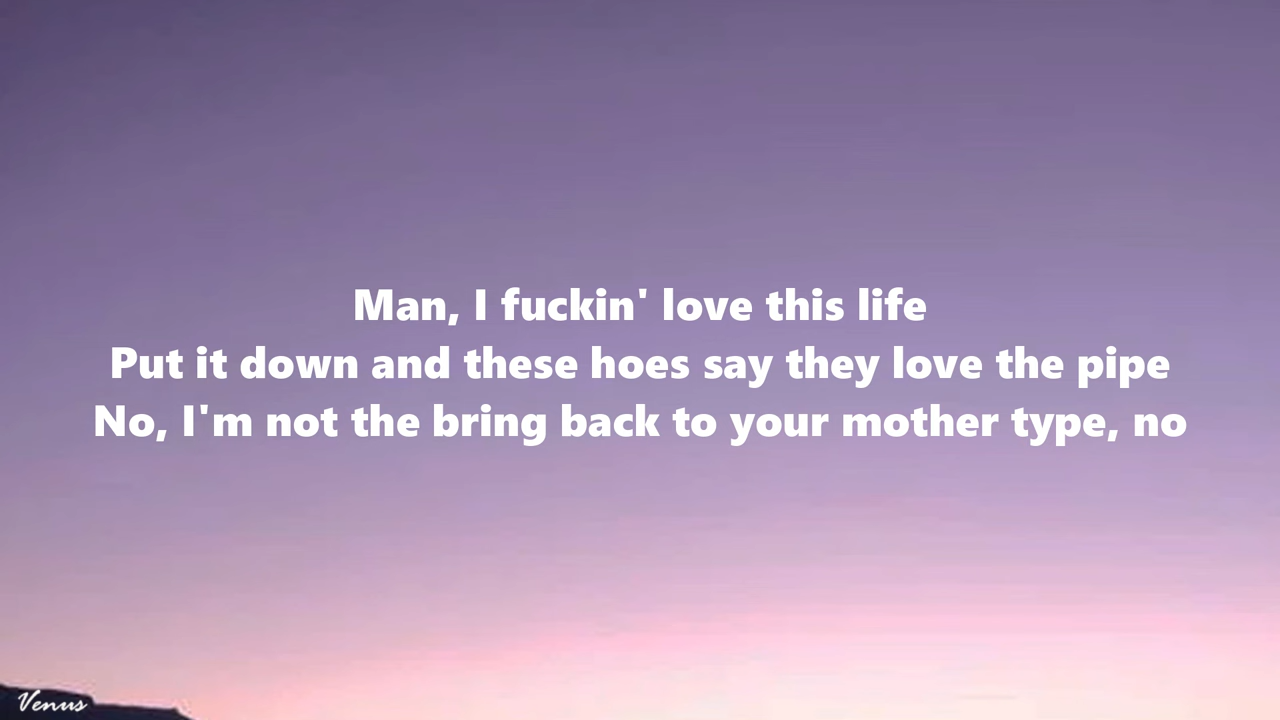 Man, I fuckin' love this life
Put it down and these hoes say they love the pipe
No, I'm not the bring back to your mother type, no
Venus